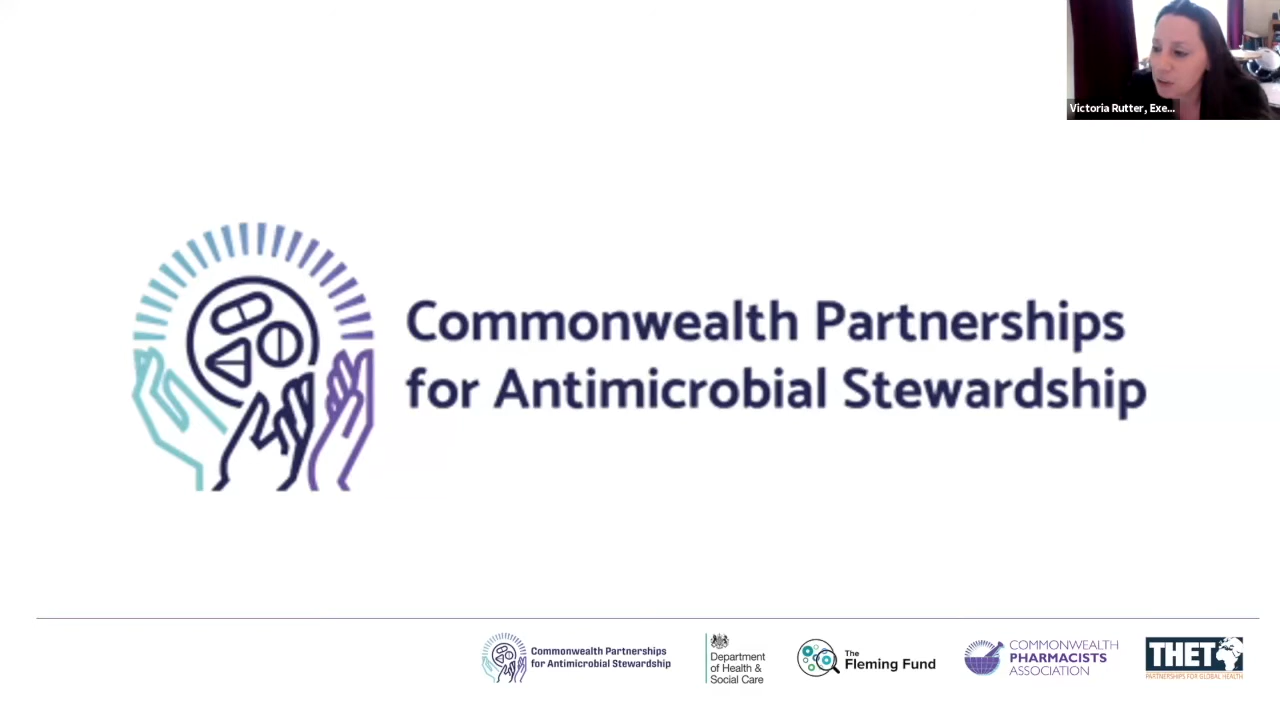 Victoria Rutter, Exe...
Commonwealth Partnerships
for Antimicrobial Stewardship
Commonwealth Partnerships
for Antimicrobial Stewardship
Department
of Health &
Social Care
The
Fleming Fund
COMMONWEALTH
PHARMACISTS
ASSOCIATION
THET
PARTNERSHIPS FOR GLOBAL HEALTH